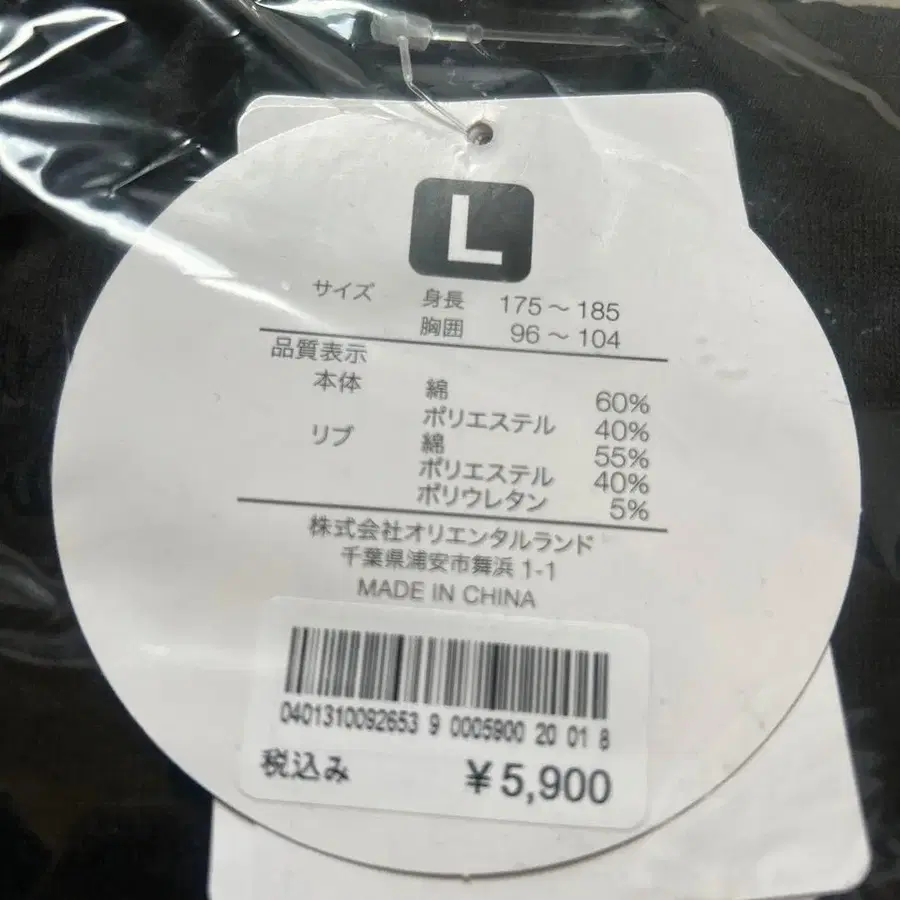 L
サイズ 身長 175～185
胸囲 96～104
品質表示
本体 綿 60%
ポリエステル 40%
リブ 綿 55%
ポリエステル 40%
ポリウレタン 5%
株式会社オリエンタルランド
千葉県浦安市舞浜 1-1
MADE IN CHINA
0401310092653 9 0005900 20 01 8
税込み ¥5,900